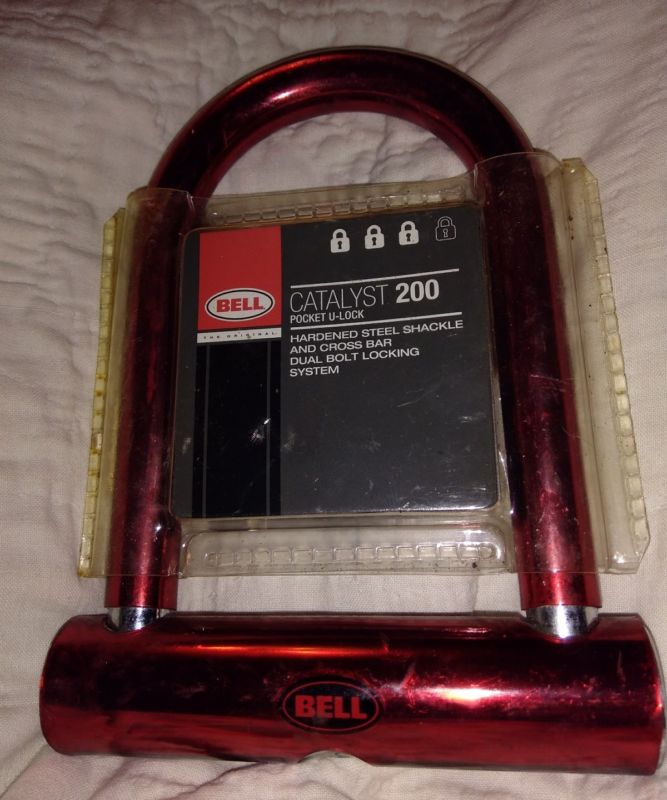 BELL
THE ORIGINAL
CATALYST 200
POCKET U-LOCK
HARDENED STEEL SHACKLE
AND CROSS BAR
DUAL BOLT LOCKING
SYSTEM
BELL